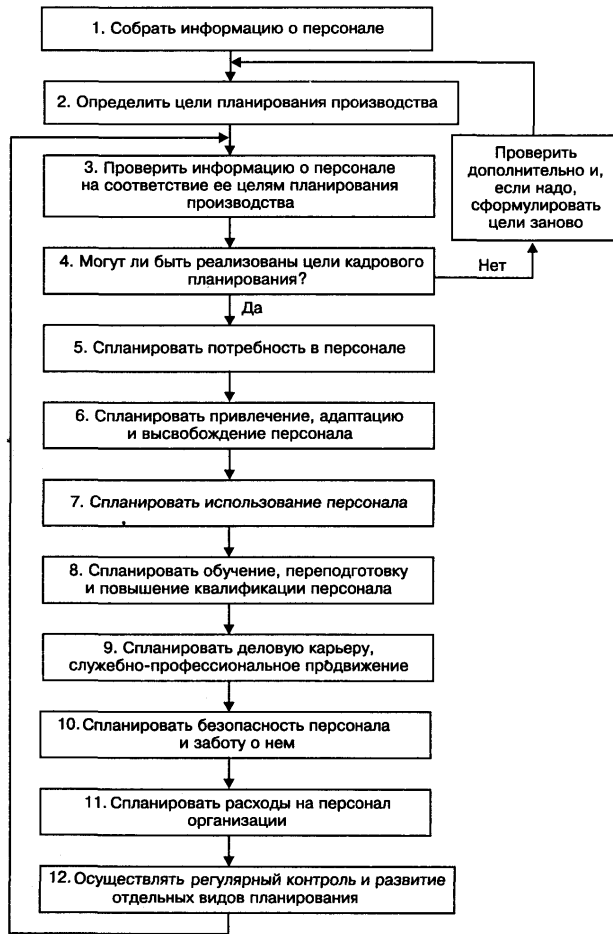 1. Собрать информацию о персонале
2. Определить цели планирования производства
3. Проверить информацию о персонале
на соответствие ее целям планирования
производства
Проверить
дополнительно и,
если надо,
сформулировать
цели заново
4. Могут ли быть реализованы цели кадрового
планирования?
Нет
Да
5. Спланировать потребность в персонале
6. Спланировать привлечение, адаптацию
и высвобождение персонала
7. Спланировать использование персонала
8. Спланировать обучение, переподготовку
и повышение квалификации персонала
9. Спланировать деловую карьеру,
служебно-профессиональное продвижение
10. Спланировать безопасность персонала
и заботу о нем
11. Спланировать расходы на персонал
организации
12. Осуществлять регулярный контроль и развитие
отдельных видов планирования